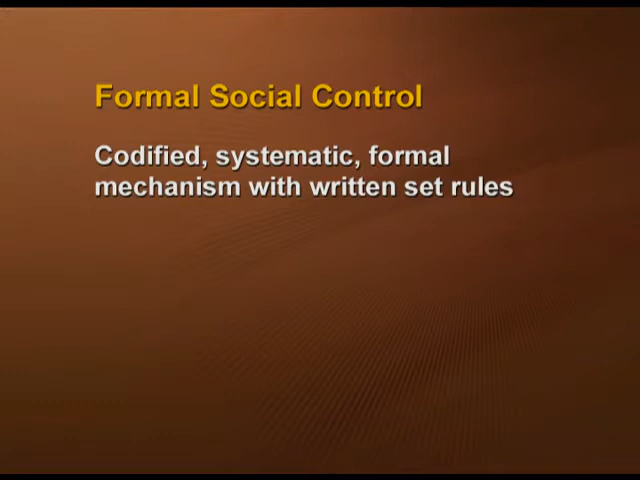 Formal Social Control
Codified, systematic, formal
mechanism with written set rules